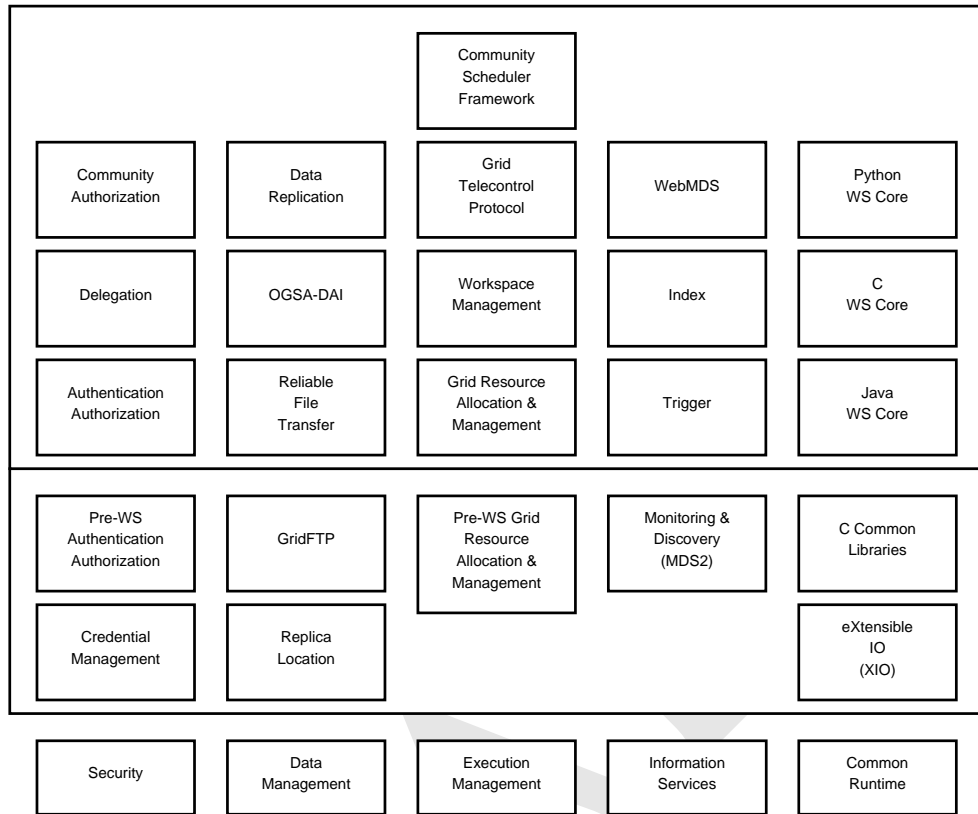 Community
Scheduler
Framework
Community
Authorization
Data
Replication
Grid
Telecontrol
Protocol
WebMDS
Python
WS Core
Delegation
OGSA-DAI
Workspace
Management
Index
C
WS Core
Authentication
Authorization
Reliable
File
Transfer
Grid Resource
Allocation &
Management
Trigger
Java
WS Core
Pre-WS
Authentication
Authorization
GridFTP
Pre-WS Grid
Resource
Allocation &
Management
Monitoring &
Discovery
(MDS2)
C Common
Libraries
Credential
Management
Replica
Location
eXtensible
IO
(XIO)
Security
Data
Management
Execution
Management
Information
Services
Common
Runtime